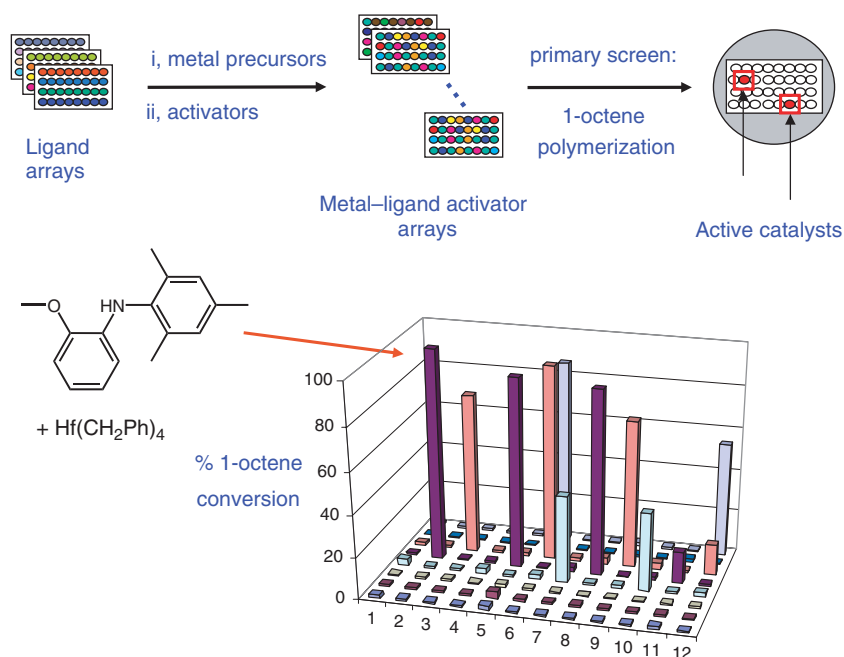 i, metal precursors
ii, activators
primary screen:
1-octene
polymerization
Ligand
arrays
Metal–ligand activator
arrays
Active catalysts
O
HN
+ Hf(CH2Ph)4
% 1-octene
conversion
100
80
60
40
20
0
1 2 3 4 5 6 7 8 9 10 11 12